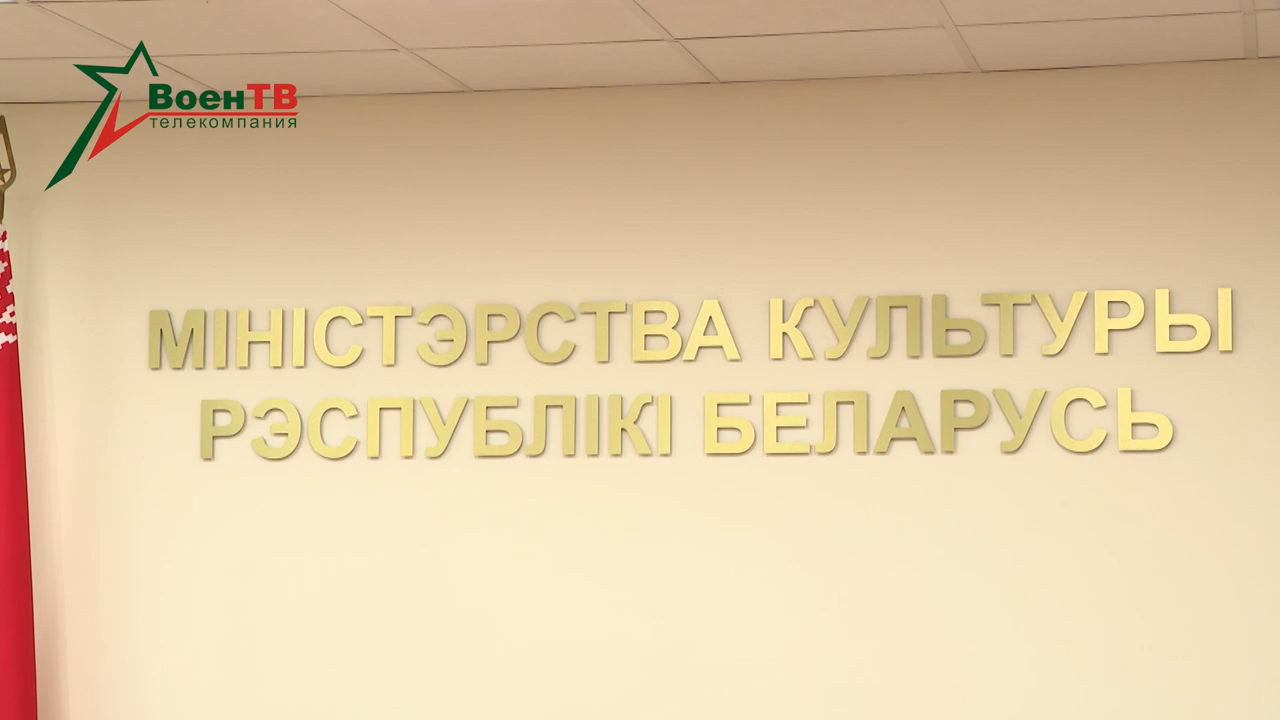 ВоенТВ
телекомпания
МІНІСТЭРСТВА КУЛЬТУРЫ
РЭСПУБЛІКІ БЕЛАРУСЬ